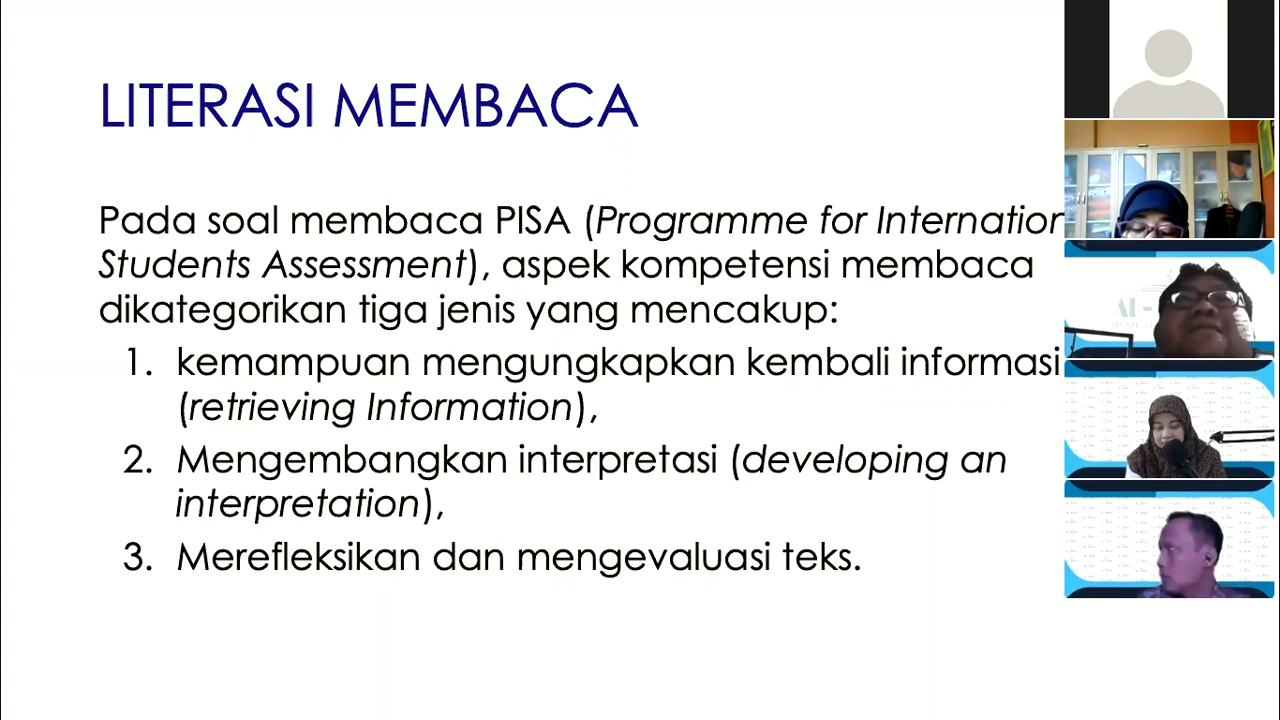 LITERASI MEMBACA
Pada soal membaca PISA (Programme for Internation
Students Assessment), aspek kompetensi membaca
dikategorikan tiga jenis yang mencakup:
1. kemampuan mengungkapkan kembali informasi
(retrieving Information),
2. Mengembangkan interpretasi (developing an
interpretation),
3. Merefleksikan dan mengevaluasi teks.